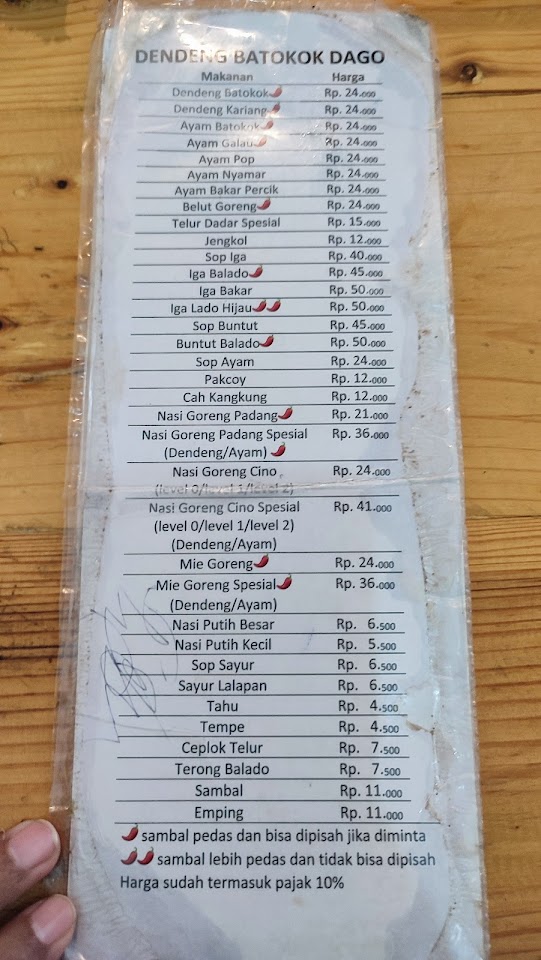 DENDENG BATOKOK DAGO
Makanan Harga
Dendeng Batokok🌶 Rp. 24.000
Dendeng Kariang🌶 Rp. 24.000
Ayam Batokok🌶 Rp. 24.000
Ayam Galau🌶 Rp. 24.000
Ayam Pop Rp. 24.000
Ayam Nyamar Rp. 24.000
Ayam Bakar Percik Rp. 24.000
Belut Goreng🌶 Rp. 24.000
Telur Dadar Spesial Rp. 15.000
Jengkol Rp. 12.000
Sop Iga Rp. 40.000
Iga Balado🌶 Rp. 45.000
Iga Bakar Rp. 50.000
Iga Lado Hijau🌶🌶 Rp. 50.000
Sop Buntut Rp. 45.000
Buntut Balado🌶 Rp. 50.000
Sop Ayam Rp. 24.000
Pakcoy Rp. 12.000
Cah Kangkung Rp. 12.000
Nasi Goreng Padang🌶 Rp. 21.000
Nasi Goreng Padang Spesial Rp. 36.000
(Dendeng/Ayam) 🌶
Nasi Goreng Cino Rp. 24.000
(level 0/level 1/level 2)
Nasi Goreng Cino Spesial Rp. 41.000
(level 0/level 1/level 2)
(Dendeng/Ayam)
Mie Goreng🌶 Rp. 24.000
Mie Goreng Spesial🌶 Rp. 36.000
(Dendeng/Ayam)
Nasi Putih Besar Rp. 6.500
Nasi Putih Kecil Rp. 5.500
Sop Sayur Rp. 6.500
Sayur Lalapan Rp. 6.500
Tahu Rp. 4.500
Tempe Rp. 4.500
Ceplok Telur Rp. 7.500
Terong Balado Rp. 7.500
Sambal Rp. 11.000
Emping Rp. 11.000
🌶 sambal pedas dan bisa dipisah jika diminta
🌶🌶 sambal lebih pedas dan tidak bisa dipisah
Harga sudah termasuk pajak 10%